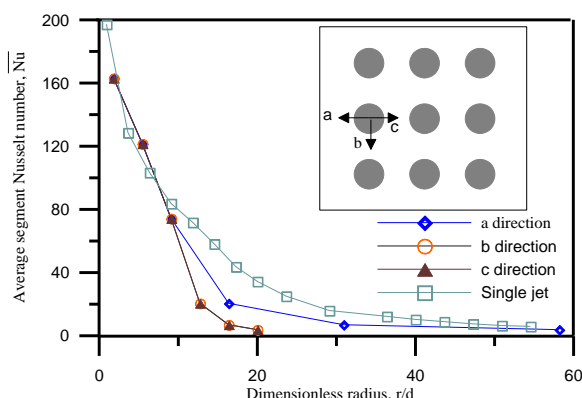 200
160
120
80
40
0
Average segment Nusselt number, Nu
a
c
b
a direction
b direction
c direction
Single jet
0
20
40
60
Dimensionless radius, r/d